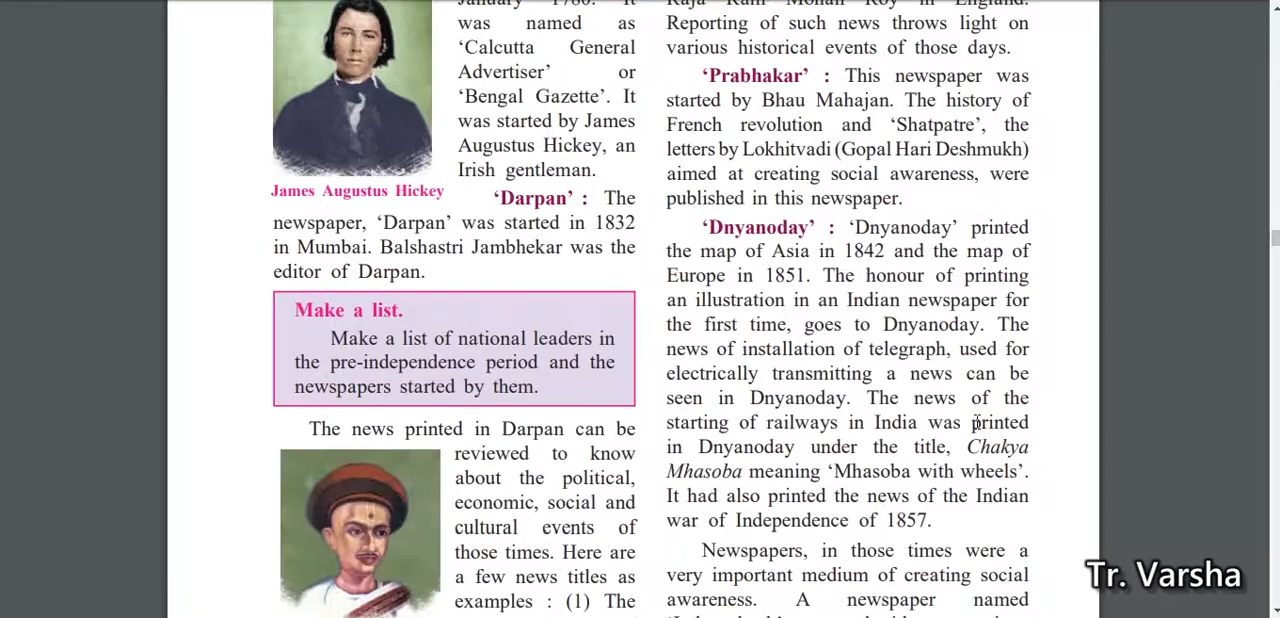 January 1780. It
was named as
‘Calcutta General
Advertiser’ or
‘Bengal Gazette’. It
was started by James
Augustus Hickey, an
Irish gentleman.
James Augustus Hickey
‘Darpan’ : The
newspaper, ‘Darpan’ was started in 1832
in Mumbai. Balshastri Jambhekar was the
editor of Darpan.
Make a list.
Make a list of national leaders in
the pre-independence period and the
newspapers started by them.
The news printed in Darpan can be
reviewed to know
about the political,
economic, social and
cultural events of
those times. Here are
a few news titles as
examples : (1) The
Raja Ram Mohan Roy in England.
Reporting of such news throws light on
various historical events of those days.
‘Prabhakar’ : This newspaper was
started by Bhau Mahajan. The history of
French revolution and ‘Shatpatre’, the
letters by Lokhitvadi (Gopal Hari Deshmukh)
aimed at creating social awareness, were
published in this newspaper.
‘Dnyanoday’ : ‘Dnyanoday’ printed
the map of Asia in 1842 and the map of
Europe in 1851. The honour of printing
an illustration in an Indian newspaper for
the first time, goes to Dnyanoday. The
news of installation of telegraph, used for
electrically transmitting a news can be
seen in Dnyanoday. The news of the
starting of railways in India was printed
in Dnyanoday under the title, Chakya
Mhasoba meaning ‘Mhasoba with wheels’.
It had also printed the news of the Indian
war of Independence of 1857.
Newspapers, in those times were a
very important medium of creating social
awareness. A newspaper named
Tr. Varsha